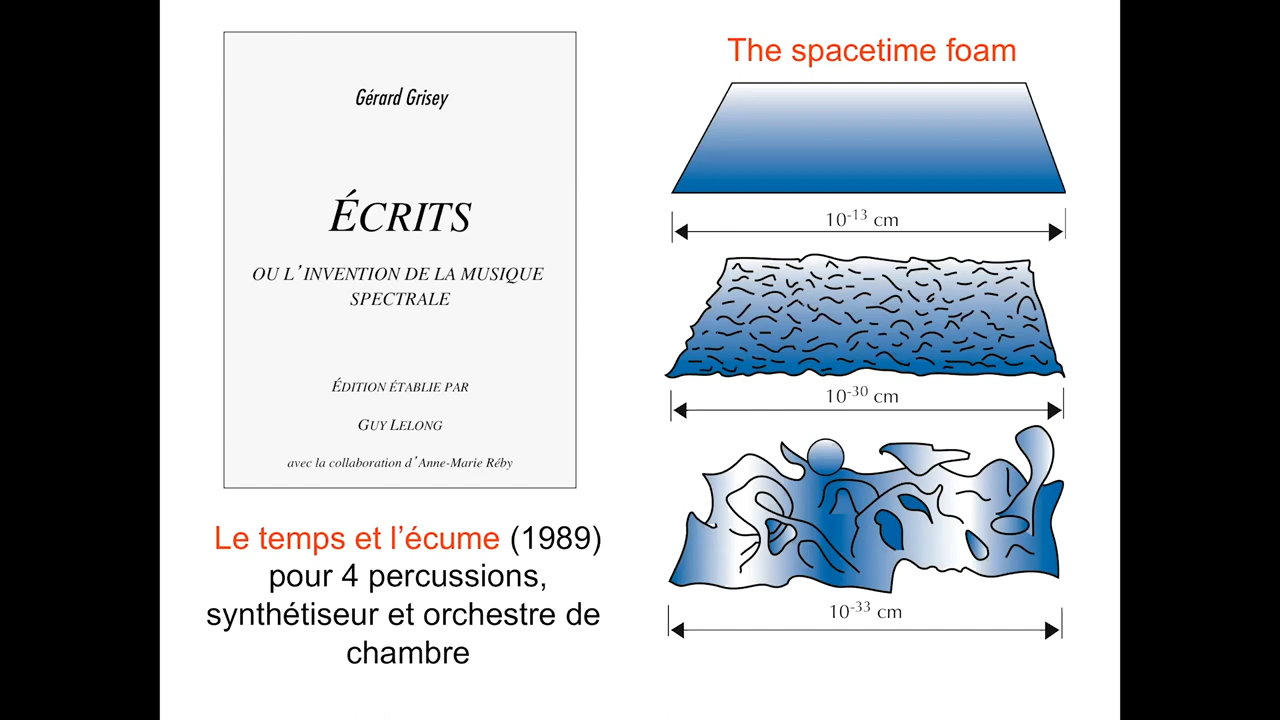 Gérard Grisey
ÉCRITS
OU L’INVENTION DE LA MUSIQUE
SPECTRALE
ÉDITION ÉTABLIE PAR
GUY LELONG
avec la collaboration d’Anne-Marie Réby
Le temps et l’écume (1989)
pour 4 percussions,
synthétiseur et orchestre de
chambre
The spacetime foam
10⁻¹³ cm
10⁻³⁰ cm
10⁻³³ cm